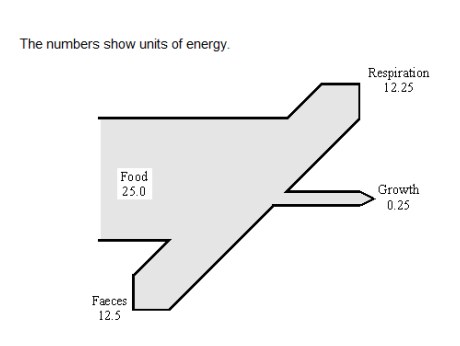 The numbers show units of energy.
Respiration
12.25
Food
25.0
Growth
0.25
Faeces
12.5